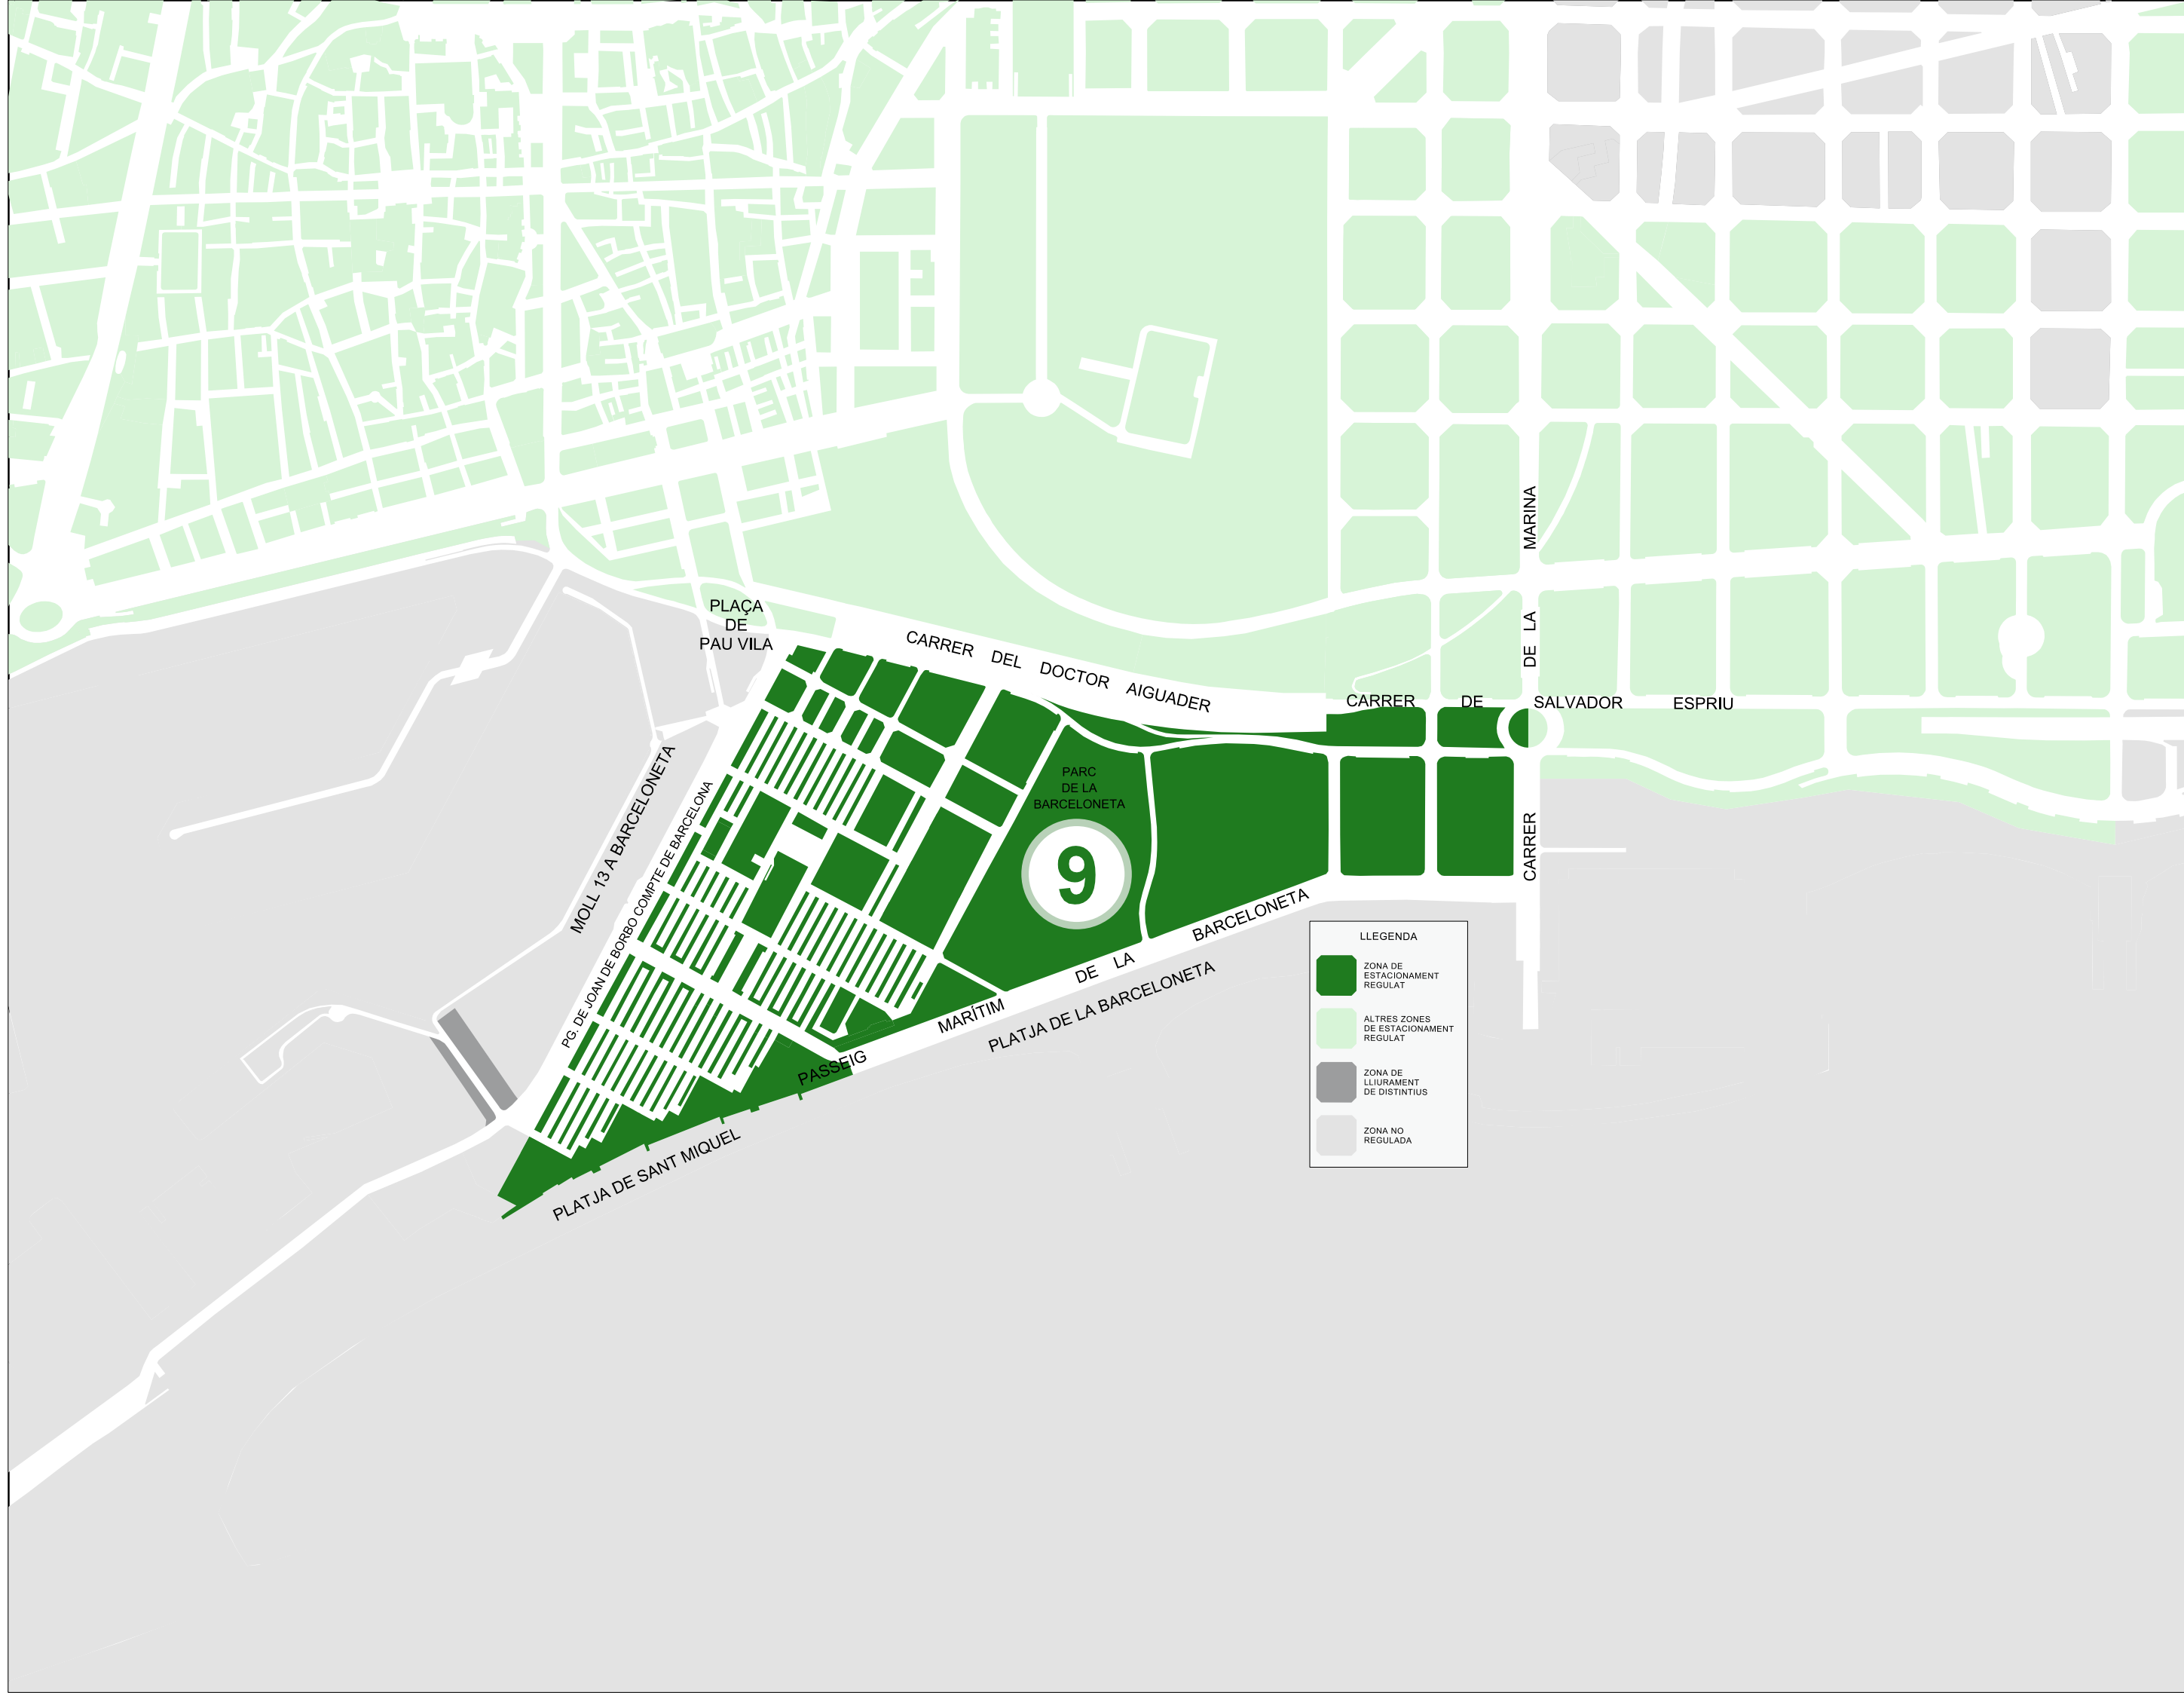 MARINA
DE LA
CARRER
PLAÇA
DE
PAU VILA
CARRER DEL DOCTOR AIGUADER
CARRER DE SALVADOR ESPRIU
MOLL 13 A BARCELONETA
PG. DE JOAN DE BORBO COMPTE DE BARCELONA
PARC
DE LA
BARCELONETA
9
PASSEIG MARÍTIM DE LA BARCELONETA
PLATJA DE LA BARCELONETA
PLATJA DE SANT MIQUEL
LLEGENDA
ZONA DE
ESTACIONAMENT
REGULAT
ALTRES ZONES
DE ESTACIONAMENT
REGULAT
ZONA DE
LLIURAMENT
DE DISTINTIUS
ZONA NO
REGULADA